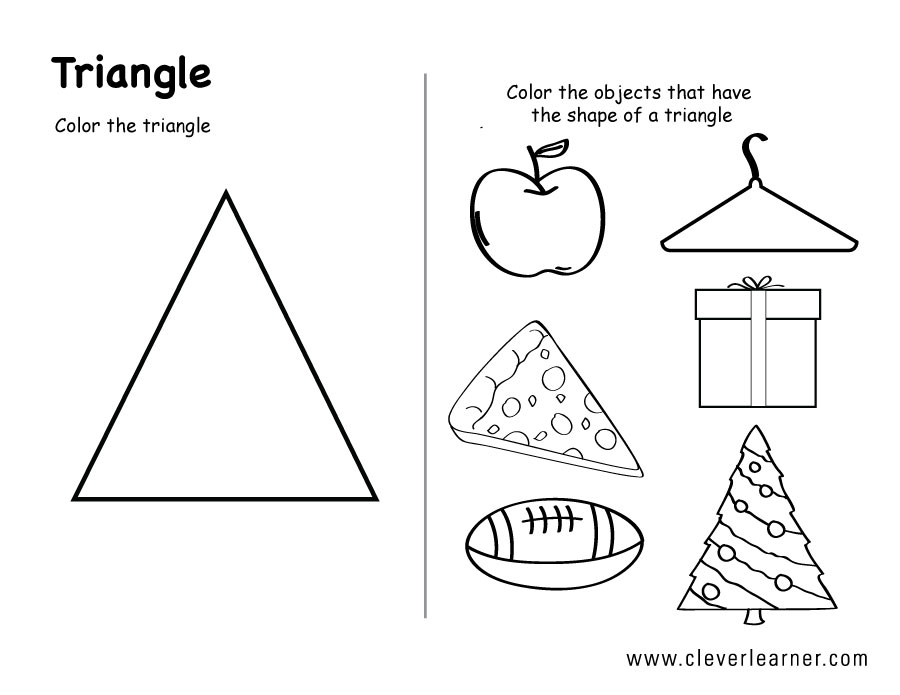 Triangle
Color the triangle
Color the objects that have
the shape of a triangle
www.cleverlearner.com